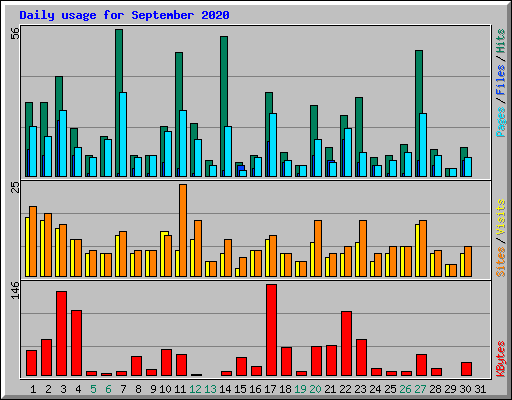 Daily usage for September 2020
56
Pages / Files / Hits
25
Sites / Visits
146
KBytes
1 2 3 4 5 6 7 8 9 10 11 12 13 14 15 16 17 18 19 20 21 22 23 24 25 26 27 28 29 30 31